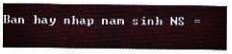 Ban hay nhap nam sinh NS =